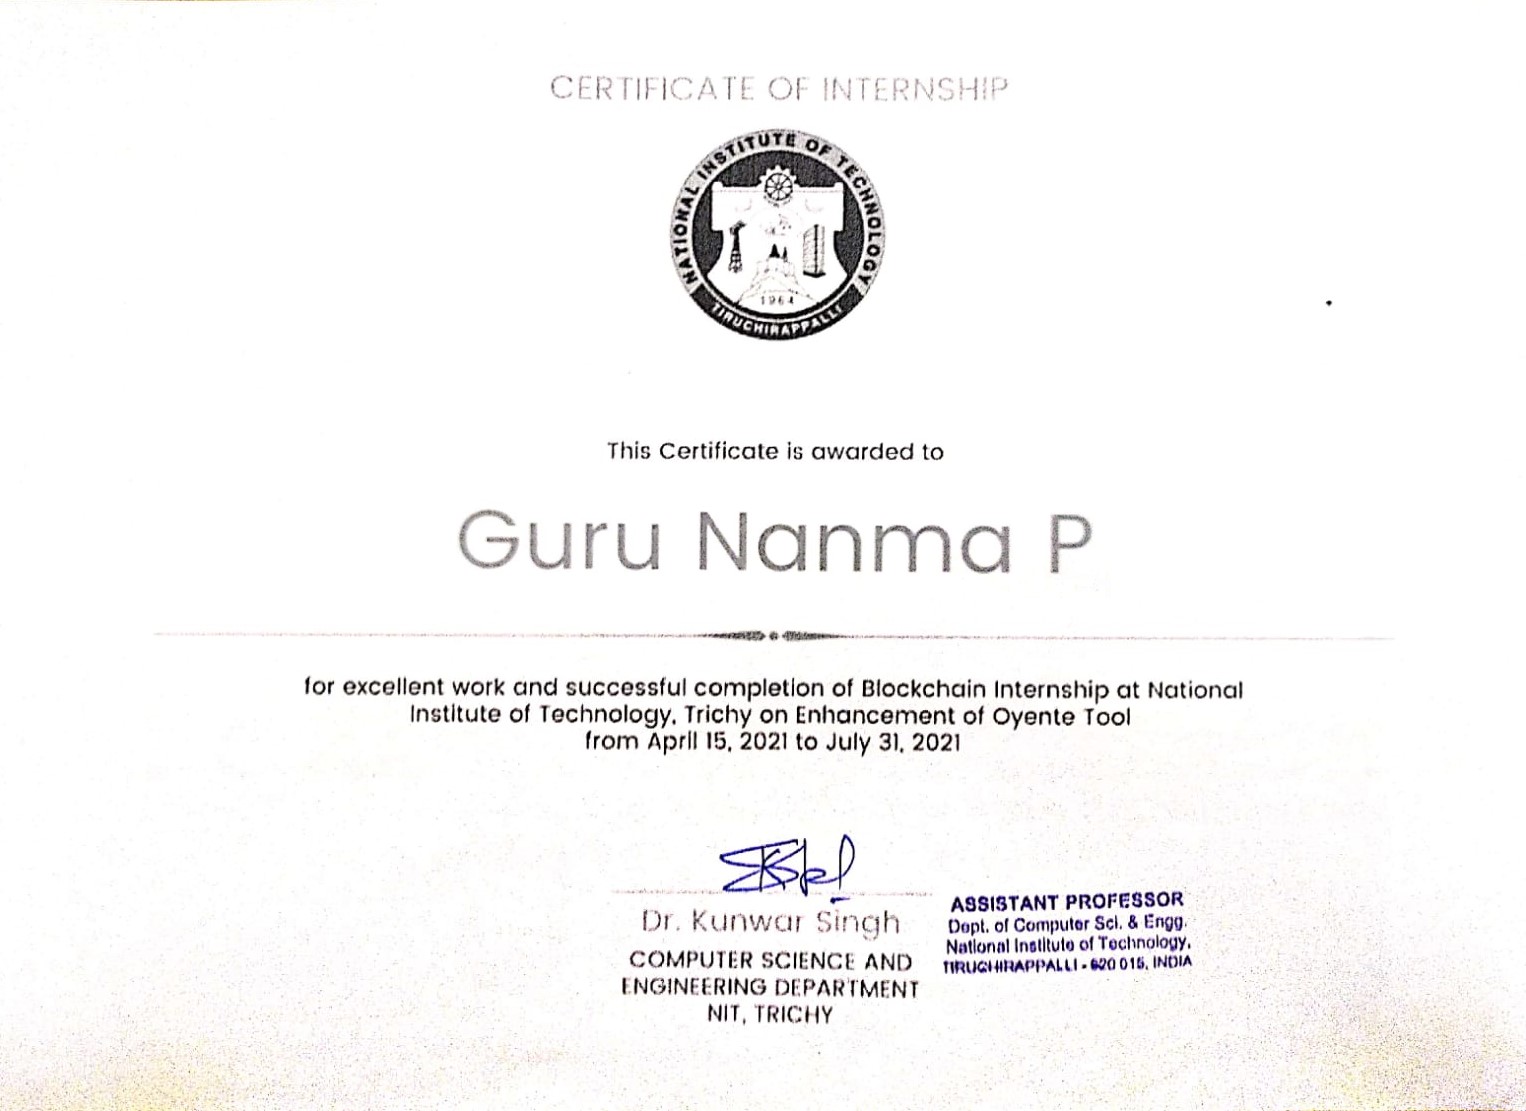 CERTIFICATE OF INTERNSHIP
NATIONAL INSTITUTE OF TECHNOLOGY
1964
TIRUCHIRAPPALLI
This Certificate is awarded to
Guru Nanma P
for excellent work and successful completion of Blockchain Internship at National
Institute of Technology, Trichy on Enhancement of Oyente Tool
from April 15, 2021 to July 31, 2021
Dr. Kunwar Singh
COMPUTER SCIENCE AND
ENGINEERING DEPARTMENT
NIT, TRICHY
ASSISTANT PROFESSOR
Dept. of Computer Sci. & Engg.
National Institute of Technology,
TIRUCHIRAPPALLI - 620 015, INDIA